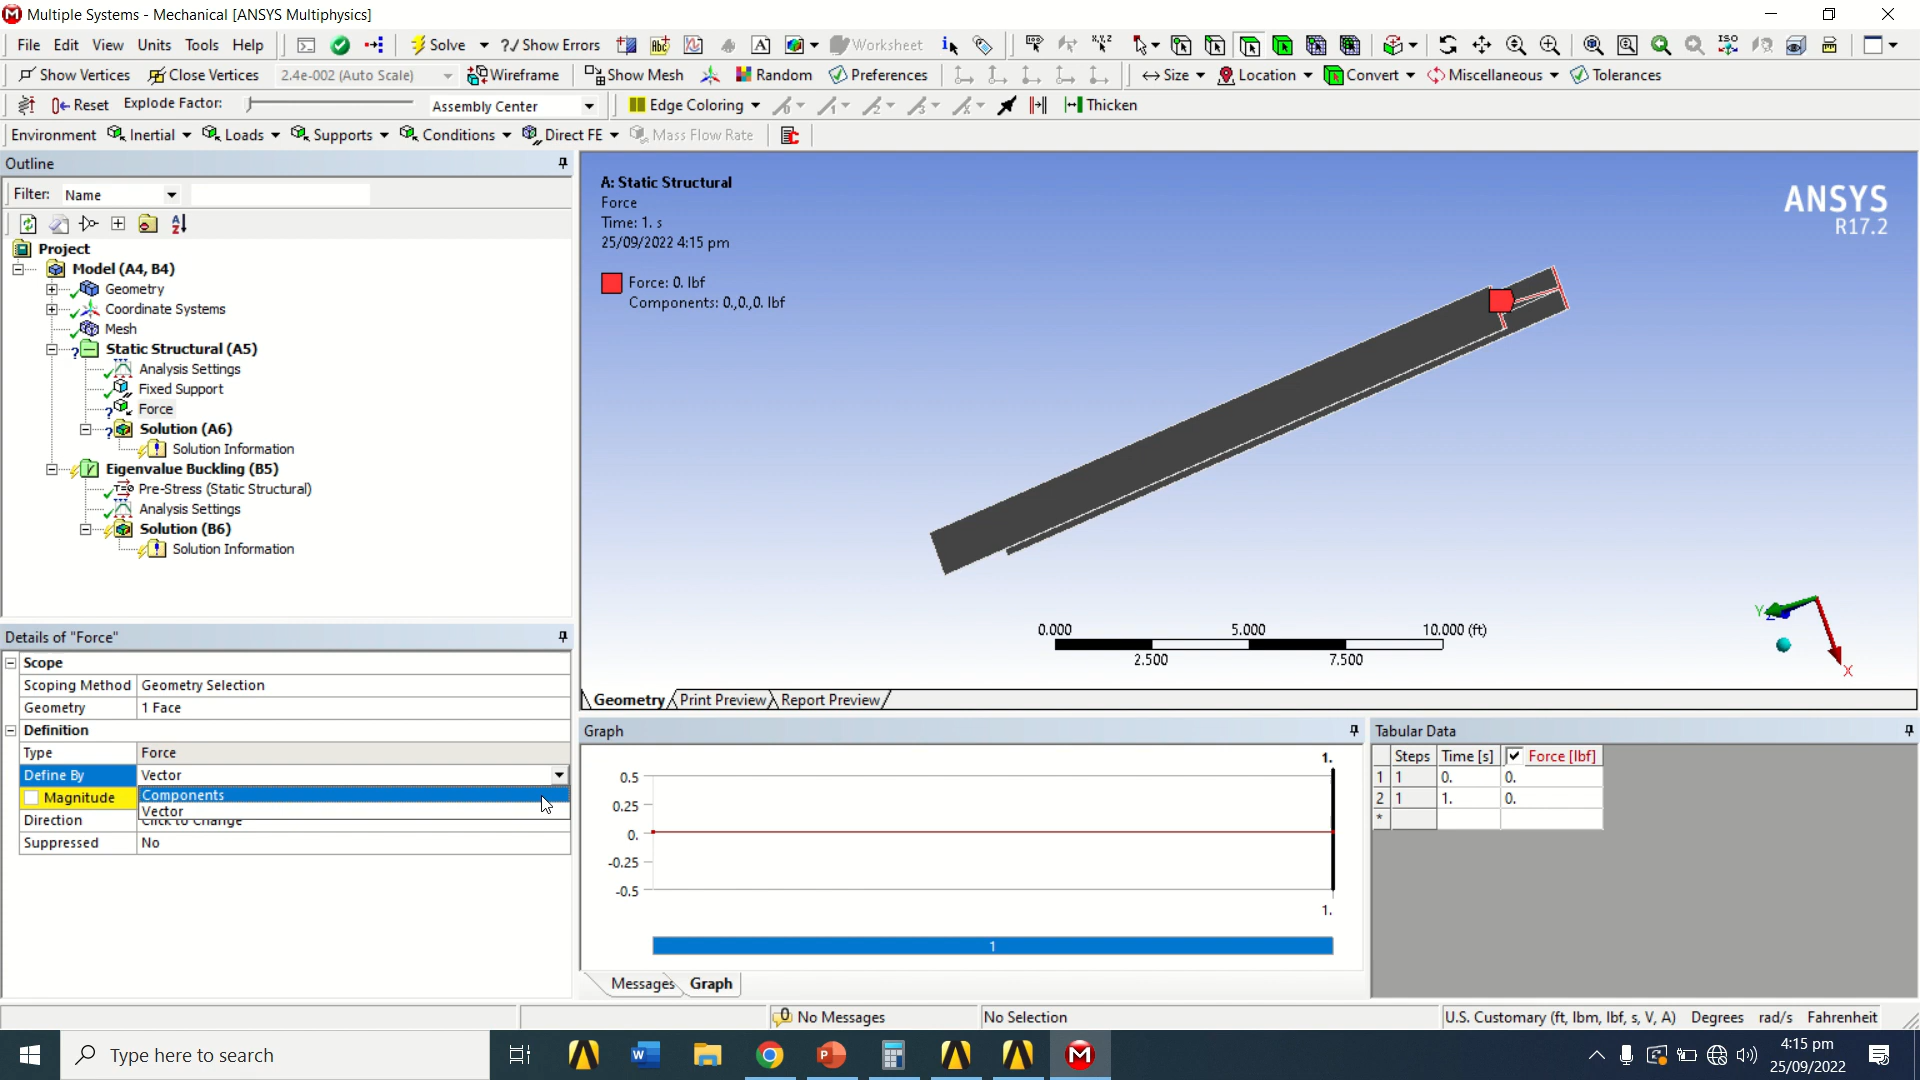 Multiple Systems - Mechanical [ANSYS Multiphysics]
File Edit View Units Tools Help Solve ?/ Show Errors Worksheet
Show Vertices Close Vertices 2.4e-002 (Auto Scale) Wireframe Show Mesh Random Preferences Size Location Convert Miscellaneous Tolerances
Reset Explode Factor: Assembly Center Edge Coloring Thicken
Environment Inertial Loads Supports Conditions Direct FE Mass Flow Rate
Outline
Filter: Name
Project
Model (A4, B4)
Geometry
Coordinate Systems
Mesh
Static Structural (A5)
Analysis Settings
Fixed Support
Force
Solution (A6)
Solution Information
Eigenvalue Buckling (B5)
Pre-Stress (Static Structural)
Analysis Settings
Solution (B6)
Solution Information
Details of "Force"
Scope
Scoping Method Geometry Selection
Geometry 1 Face
Definition
Type Force
Define By Vector
Magnitude Components
Vector
Direction Click to Change
Suppressed No
A: Static Structural
Force
Time: 1. s
25/09/2022 4:15 pm
Force: 0. lbf
Components: 0.,0.,0. lbf
ANSYS
R17.2
0.000 5.000 10.000 (ft)
2.500 7.500
Y
Z
X
Geometry Print Preview Report Preview
Graph
1.
0.5
0.25
0.
-0.25
-0.5
1.
1
Messages Graph
Tabular Data
Steps Time [s] Force [lbf]
1 1 0. 0.
2 1 1. 0.
*
0 No Messages No Selection U.S. Customary (ft, lbm, lbf, s, V, A) Degrees rad/s Fahrenheit
Type here to search
4:15 pm
25/09/2022